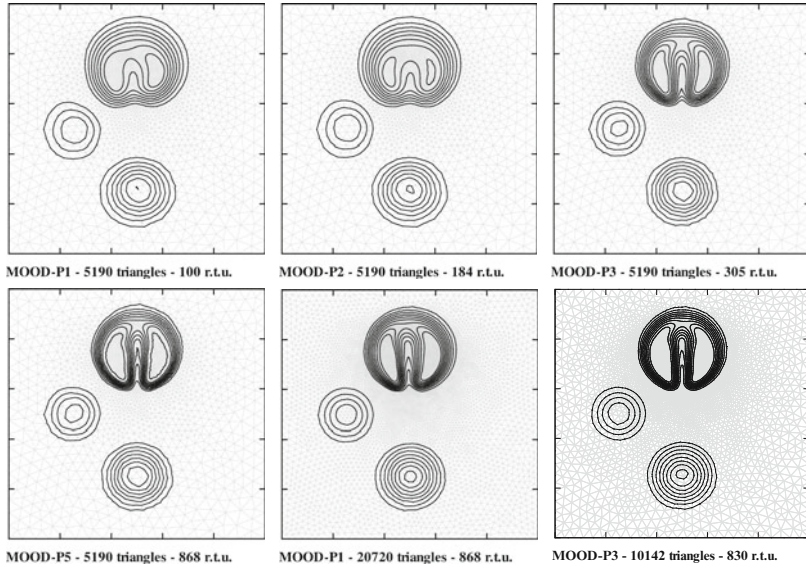 MOOD-P1 - 5190 triangles - 100 r.t.u.
MOOD-P2 - 5190 triangles - 184 r.t.u.
MOOD-P3 - 5190 triangles - 305 r.t.u.
MOOD-P5 - 5190 triangles - 868 r.t.u.
MOOD-P1 - 20720 triangles - 868 r.t.u.
MOOD-P3 - 10142 triangles - 830 r.t.u.